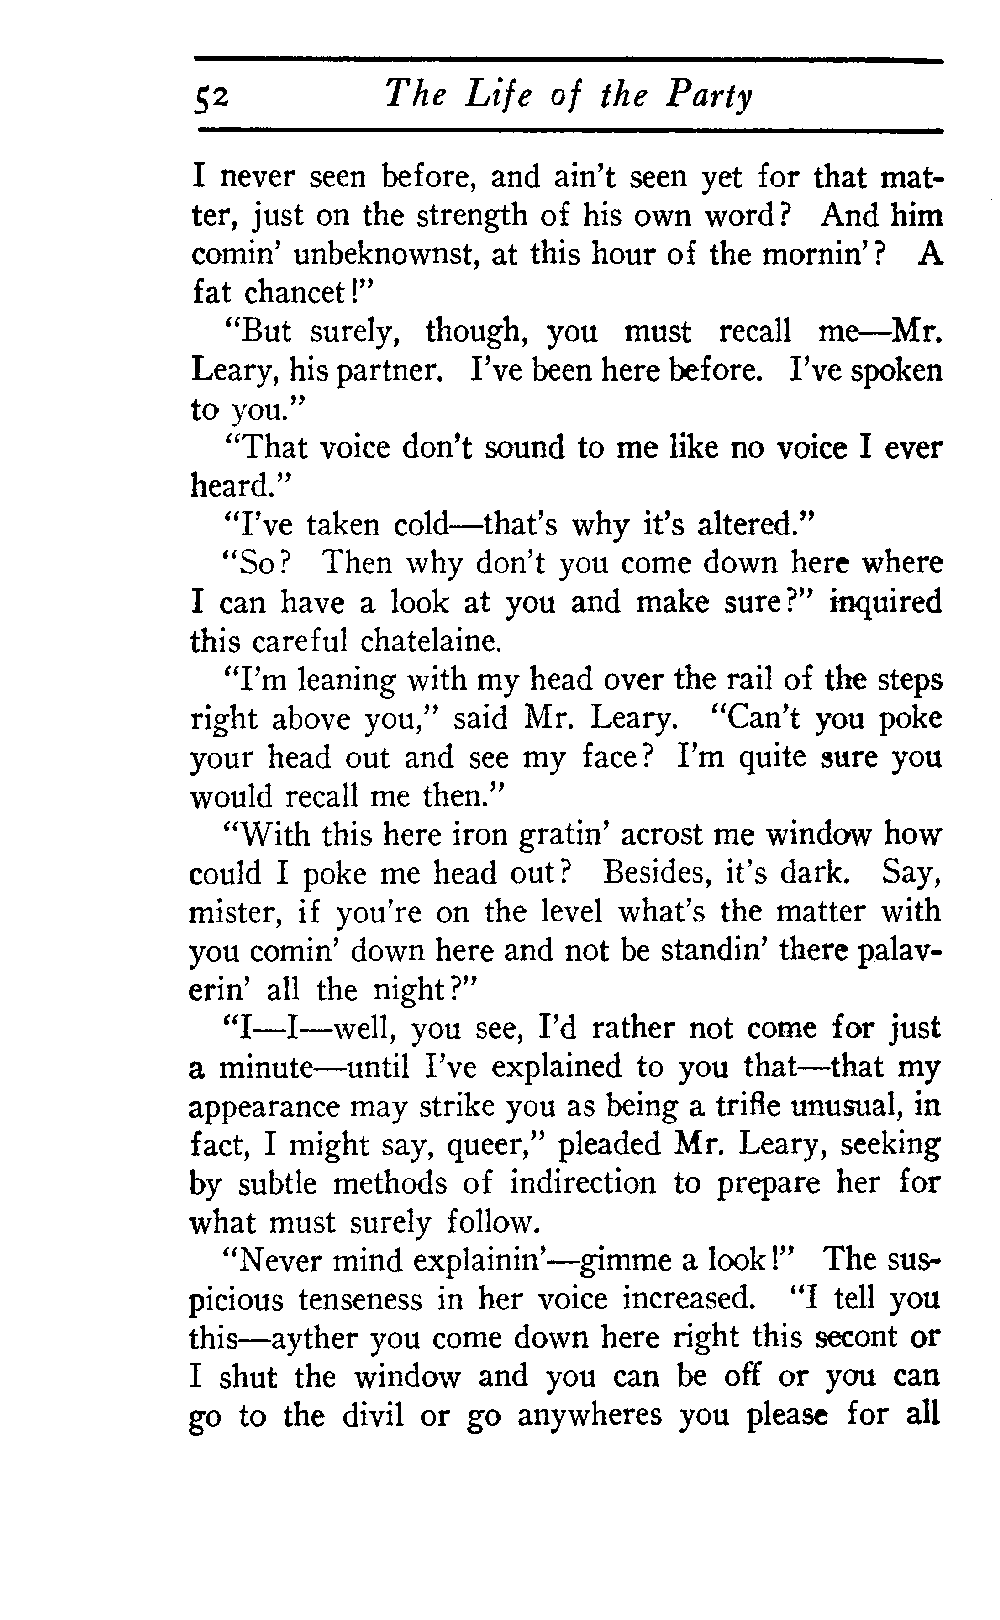 52 The Life of the Party
I never seen before, and ain't seen yet for that mat-
ter, just on the strength of his own word? And him
comin' unbeknownst, at this hour of the mornin'? A
fat chancet!"
"But surely, though, you must recall me—Mr.
Leary, his partner. I've been here before. I've spoken
to you."
"That voice don't sound to me like no voice I ever
heard."
"I've taken cold—that's why it's altered."
"So? Then why don't you come down here where
I can have a look at you and make sure?" inquired
this careful chatelaine.
"I'm leaning with my head over the rail of the steps
right above you," said Mr. Leary. "Can't you poke
your head out and see my face? I'm quite sure you
would recall me then."
"With this here iron gratin' acrost me window how
could I poke me head out? Besides, it's dark. Say,
mister, if you're on the level what's the matter with
you comin' down here and not be standin' there palav-
erin' all the night?"
"I—I—well, you see, I'd rather not come for just
a minute—until I've explained to you that—that my
appearance may strike you as being a trifle unusual, in
fact, I might say, queer," pleaded Mr. Leary, seeking
by subtle methods of indirection to prepare her for
what must surely follow.
"Never mind explainin'—gimme a look!" The sus-
picious tenseness in her voice increased. "I tell you
this—ayther you come down here right this secont or
I shut the window and you can be off or you can
go to the divil or go anywheres you please for all